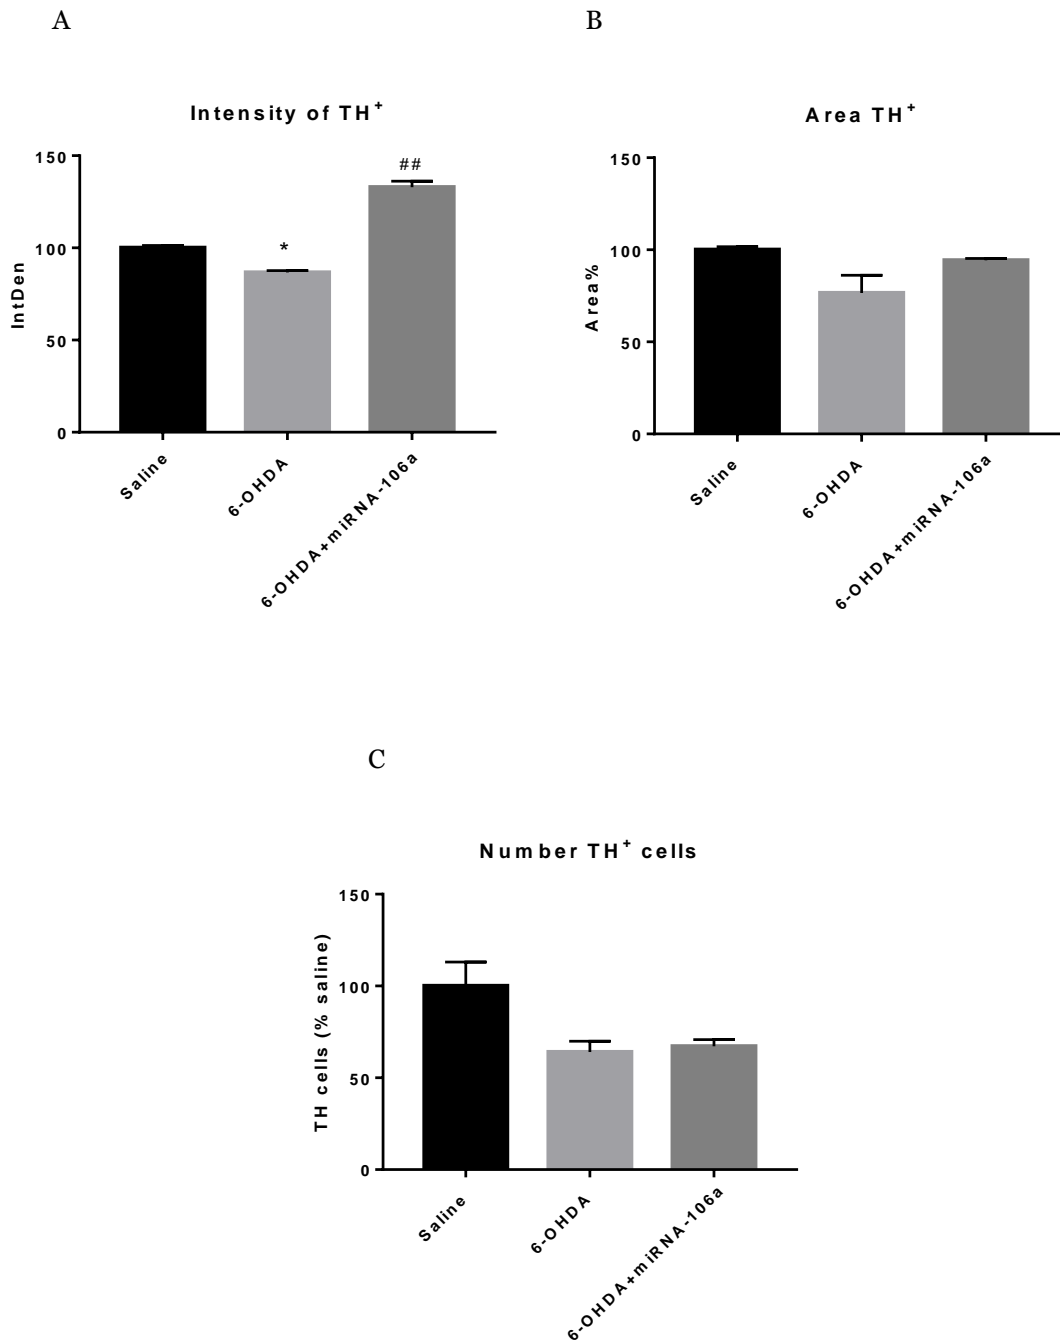 A
B
Intensity of TH⁺
150
100
50
0
IntDen
##
*
Saline
6-OHDA
6-OHDA+miRNA-106a
Area TH⁺
150
100
50
0
Area%
Saline
6-OHDA
6-OHDA+miRNA-106a
C
Number TH⁺ cells
150
100
50
0
TH cells (% saline)
Saline
6-OHDA
6-OHDA+miRNA-106a